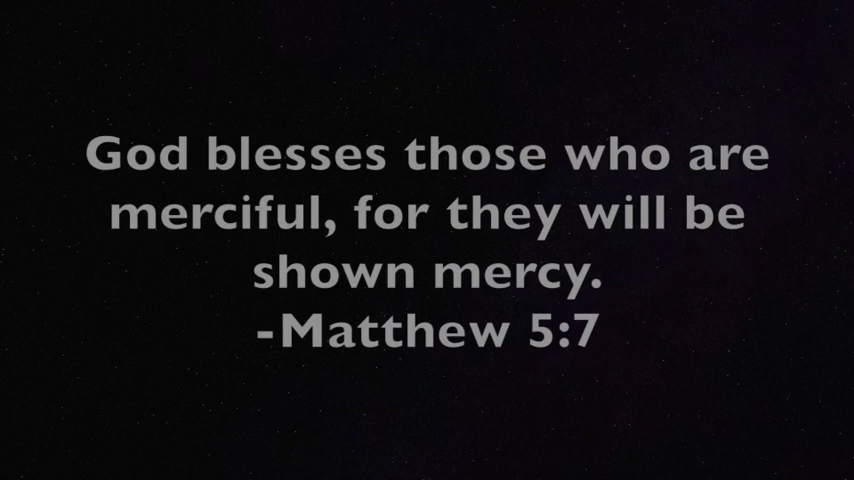 God blesses those who are
merciful, for they will be
shown mercy.
-Matthew 5:7